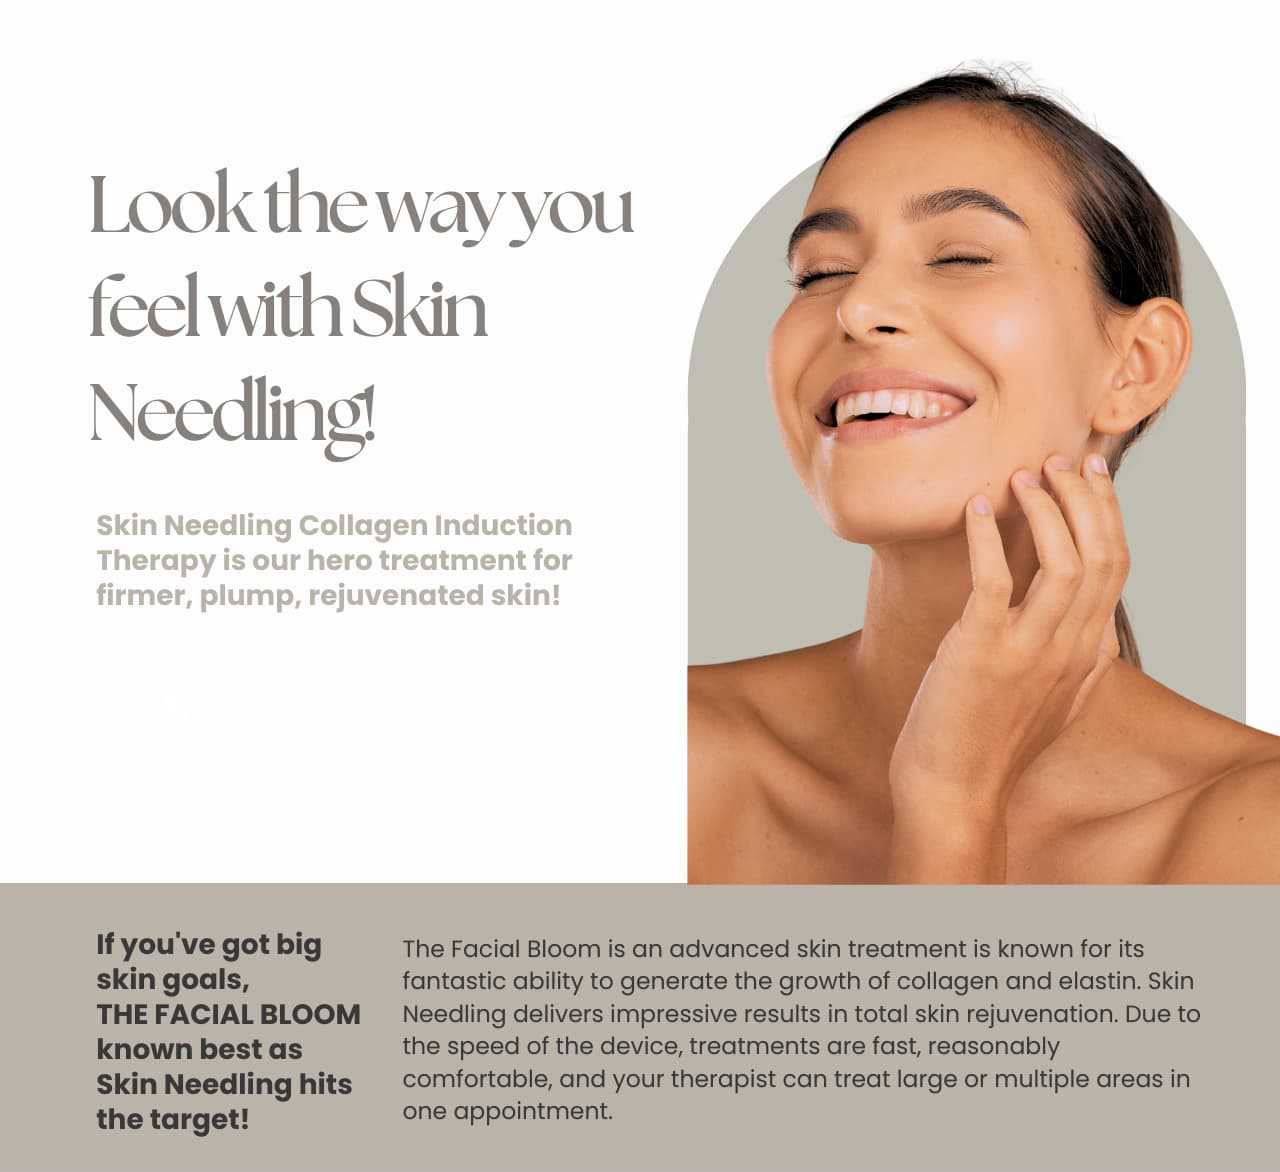 Look the way you
feel with Skin
Needling!
Skin Needling Collagen Induction
Therapy is our hero treatment for
firmer, plump, rejuvenated skin!
If you've got big
skin goals,
THE FACIAL BLOOM
known best as
Skin Needling hits
the target!
The Facial Bloom is an advanced skin treatment is known for its
fantastic ability to generate the growth of collagen and elastin. Skin
Needling delivers impressive results in total skin rejuvenation. Due to
the speed of the device, treatments are fast, reasonably
comfortable, and your therapist can treat large or multiple areas in
one appointment.